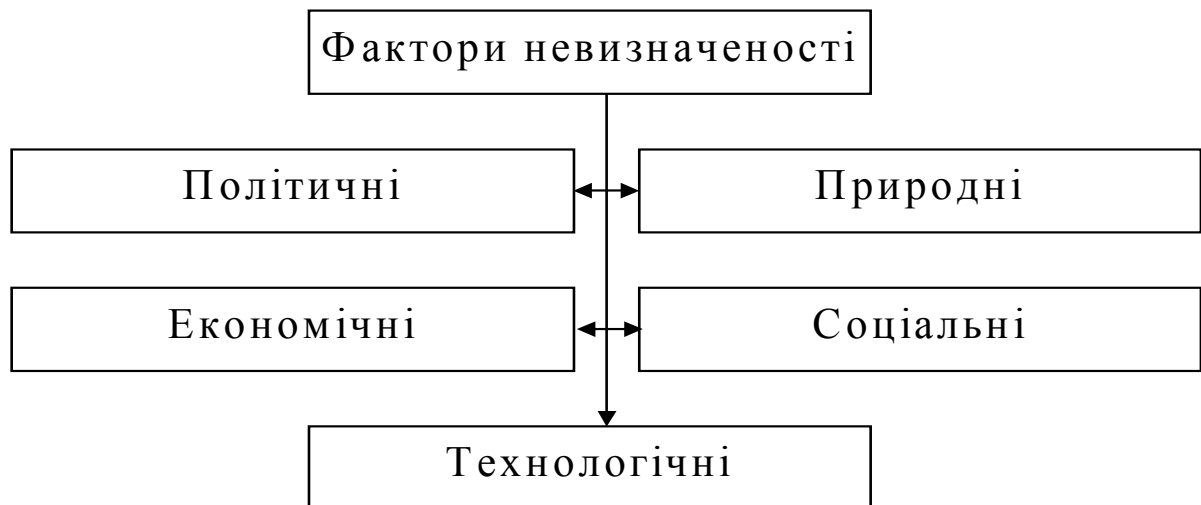 Фактори невизначеності
Політичні
Природні
Економічні
Соціальні
Технологічні